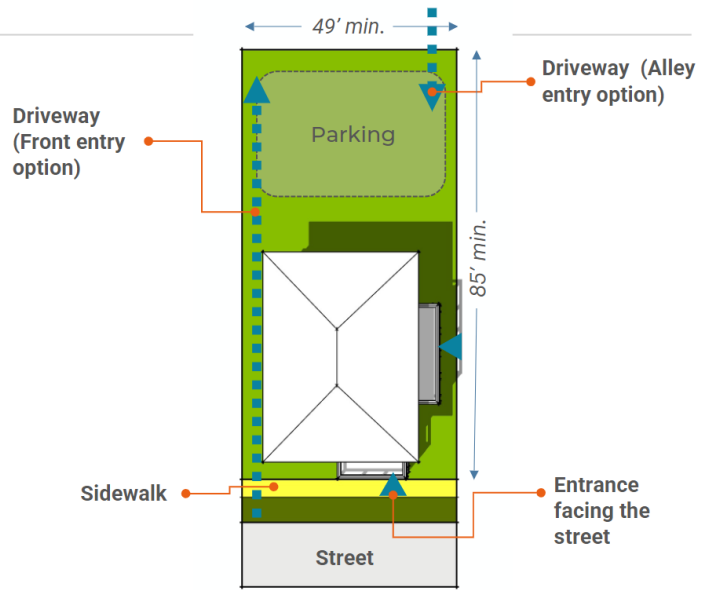 49’ min.
Driveway (Alley
entry option)
Driveway
(Front entry
option)
Parking
85’ min.
Sidewalk
Entrance
facing the
street
Street